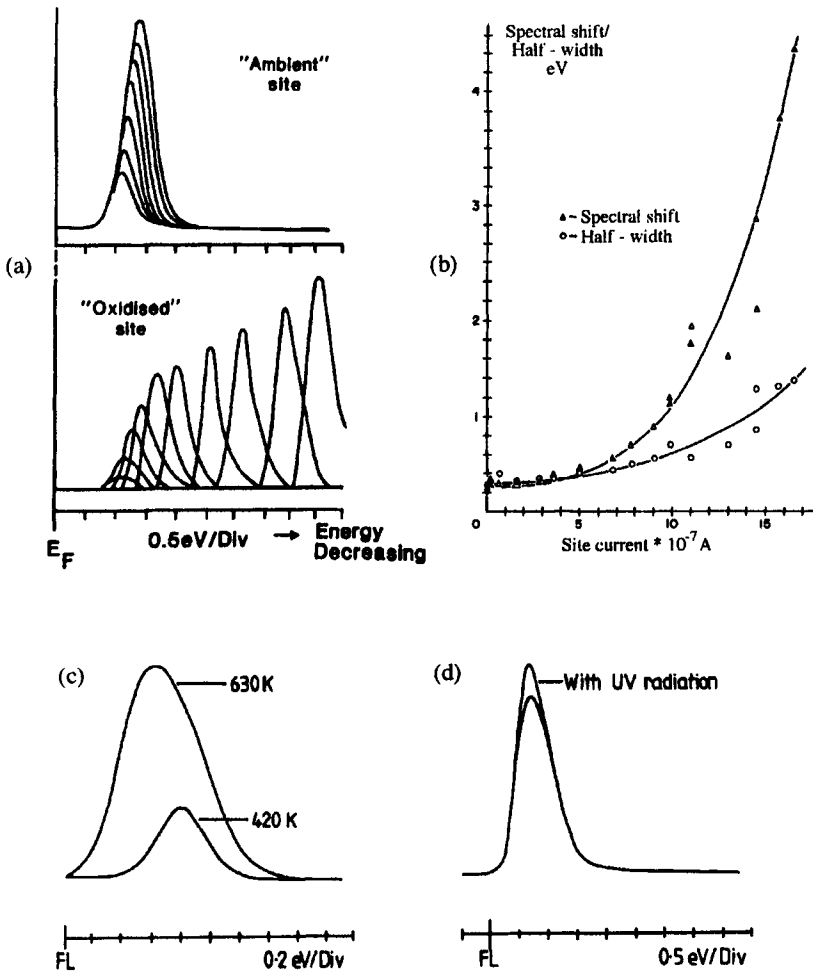 (a)
"Ambient"
site
"Oxidised"
site
E_F
0.5eV/Div → Energy
Decreasing
(b)
Spectral shift/
Half - width
eV
4
3
2
1
▲ - Spectral shift
o - Half - width
0
5
10
15
Site current * 10⁻⁷ A
(c)
630K
420 K
FL
0·2 eV/Div
(d)
With UV radiation
FL
0·5 eV/Div